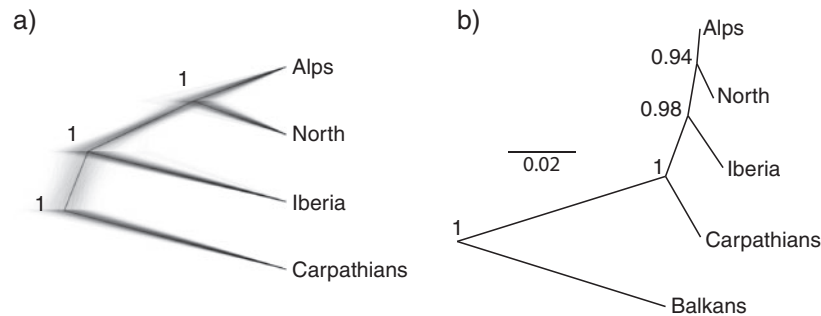 a)
1
Alps
1
North
1
Iberia
Carpathians
b)
Alps
0.94
North
0.98
0.02
1
Iberia
1
Carpathians
Balkans